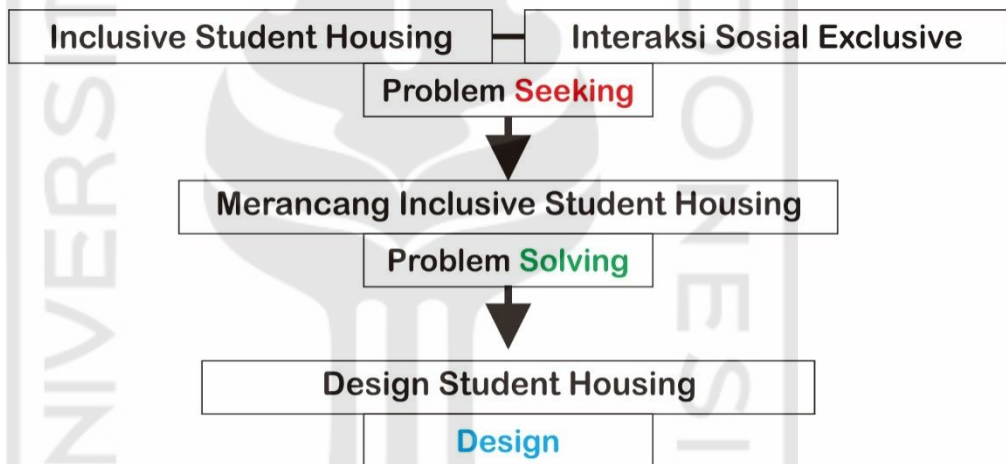 Inclusive Student Housing
Interaksi Sosial Exclusive
Problem Seeking
Merancang Inclusive Student Housing
Problem Solving
Design Student Housing
Design